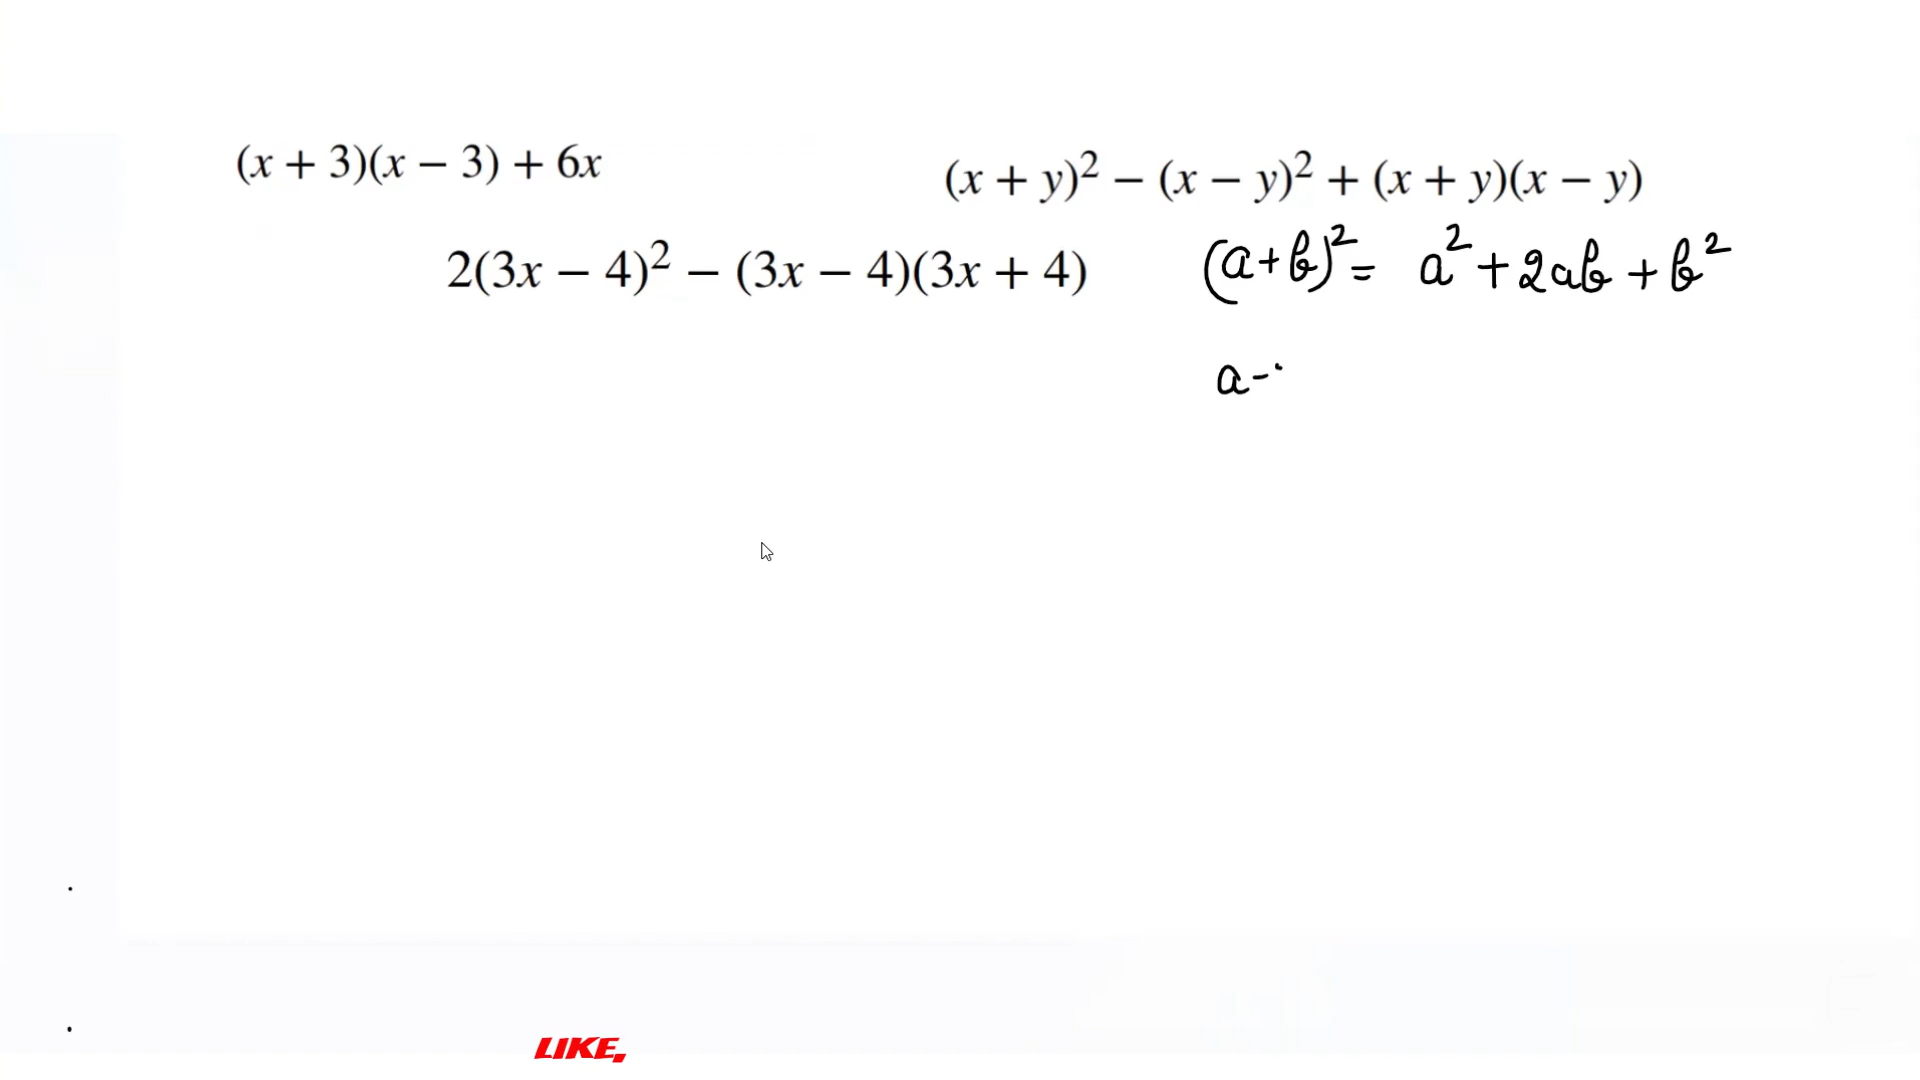 (x + 3)(x − 3) + 6x
(x + y)² − (x − y)² + (x + y)(x − y)
2(3x − 4)² − (3x − 4)(3x + 4)
(a+b)² = a² + 2ab + b²
a -
LIKE,